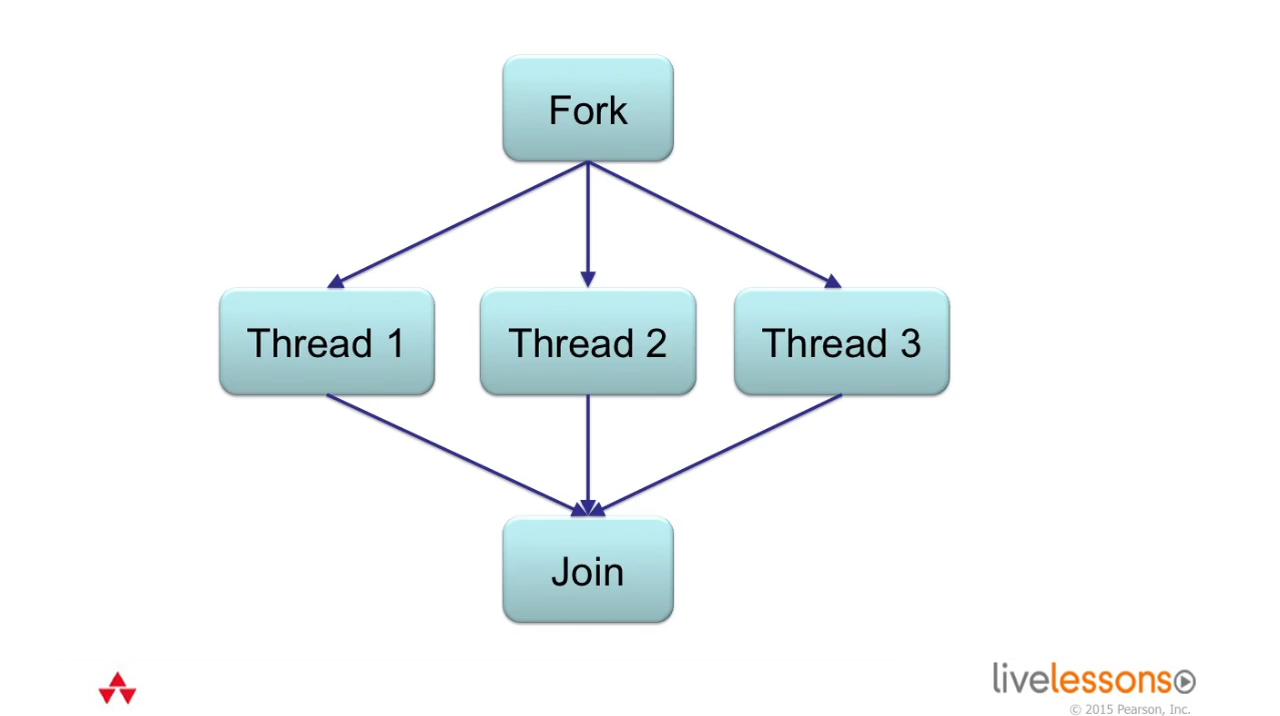 Fork
Thread 1
Thread 2
Thread 3
Join
livelessons
© 2015 Pearson, Inc.